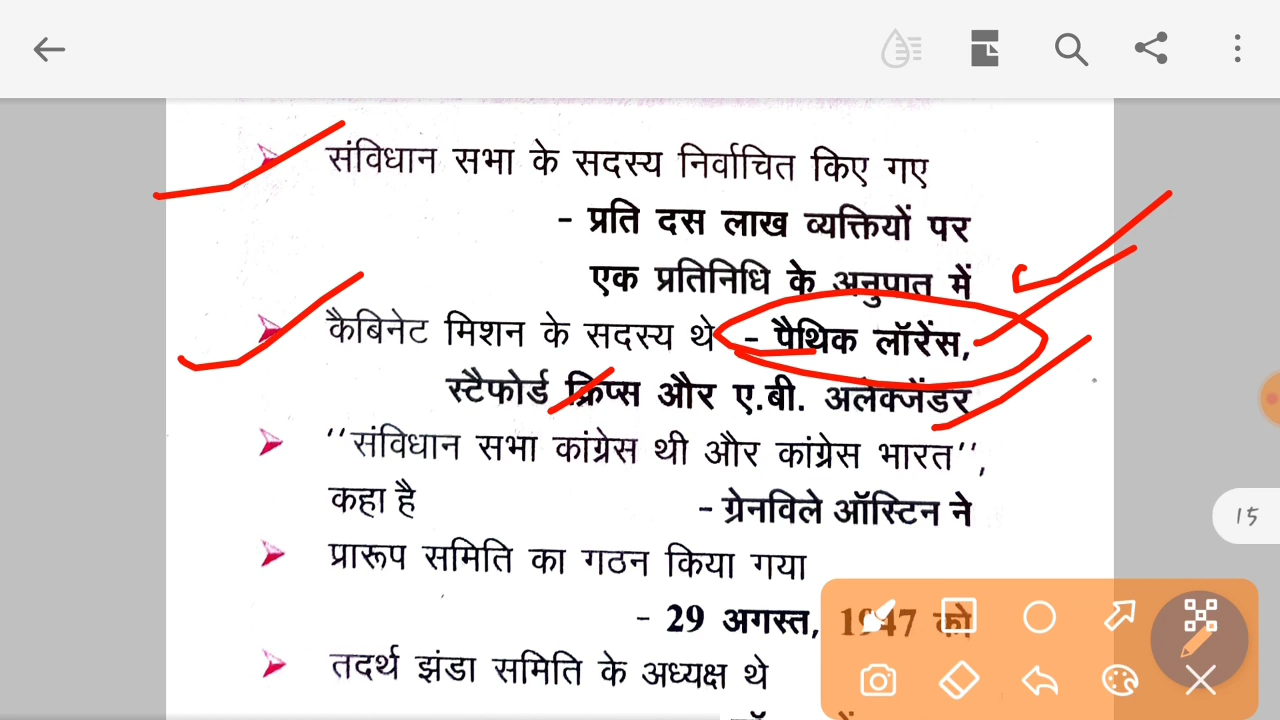 संविधान सभा के सदस्य निर्वाचित किए गए
- प्रति दस लाख व्यक्तियों पर
एक प्रतिनिधि के अनुपात में
कैबिनेट मिशन के सदस्य थे - पैथिक लॉरेंस,
स्टैफोर्ड क्रिप्स और ए.बी. अलेक्जेंडर
‘‘संविधान सभा कांग्रेस थी और कांग्रेस भारत’’,
कहा है - ग्रेनविले ऑस्टिन ने
15
प्रारूप समिति का गठन किया गया
- 29 अगस्त, 1947 को
तदर्थ झंडा समिति के अध्यक्ष थे